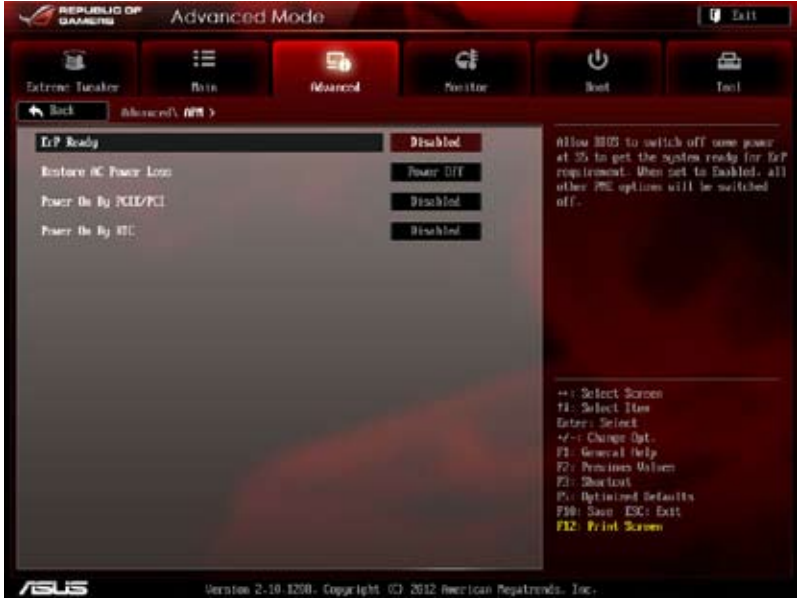 REPUBLIC OF
GAMERS
Advanced Mode
Exit
Extreme Tweaker
Main
Advanced
Monitor
Boot
Tool
Back
Advanced\ APM >
ErP Ready
Disabled
Restore AC Power Loss
Power Off
Power On By PCIE/PCI
Disabled
Power On By RTC
Disabled
Allow BIOS to switch off some power
at S5 to get the system ready for ErP
requirement. When set to Enabled, all
other PME options will be switched
off.
→←: Select Screen
↑↓: Select Item
Enter: Select
+/-: Change Opt.
F1: General Help
F2: Previous Values
F3: Shortcut
F5: Optimized Defaults
F10: Save ESC: Exit
F12: Print Screen
ASUS
Version 2.10.1208. Copyright (C) 2012 American Megatrends, Inc.